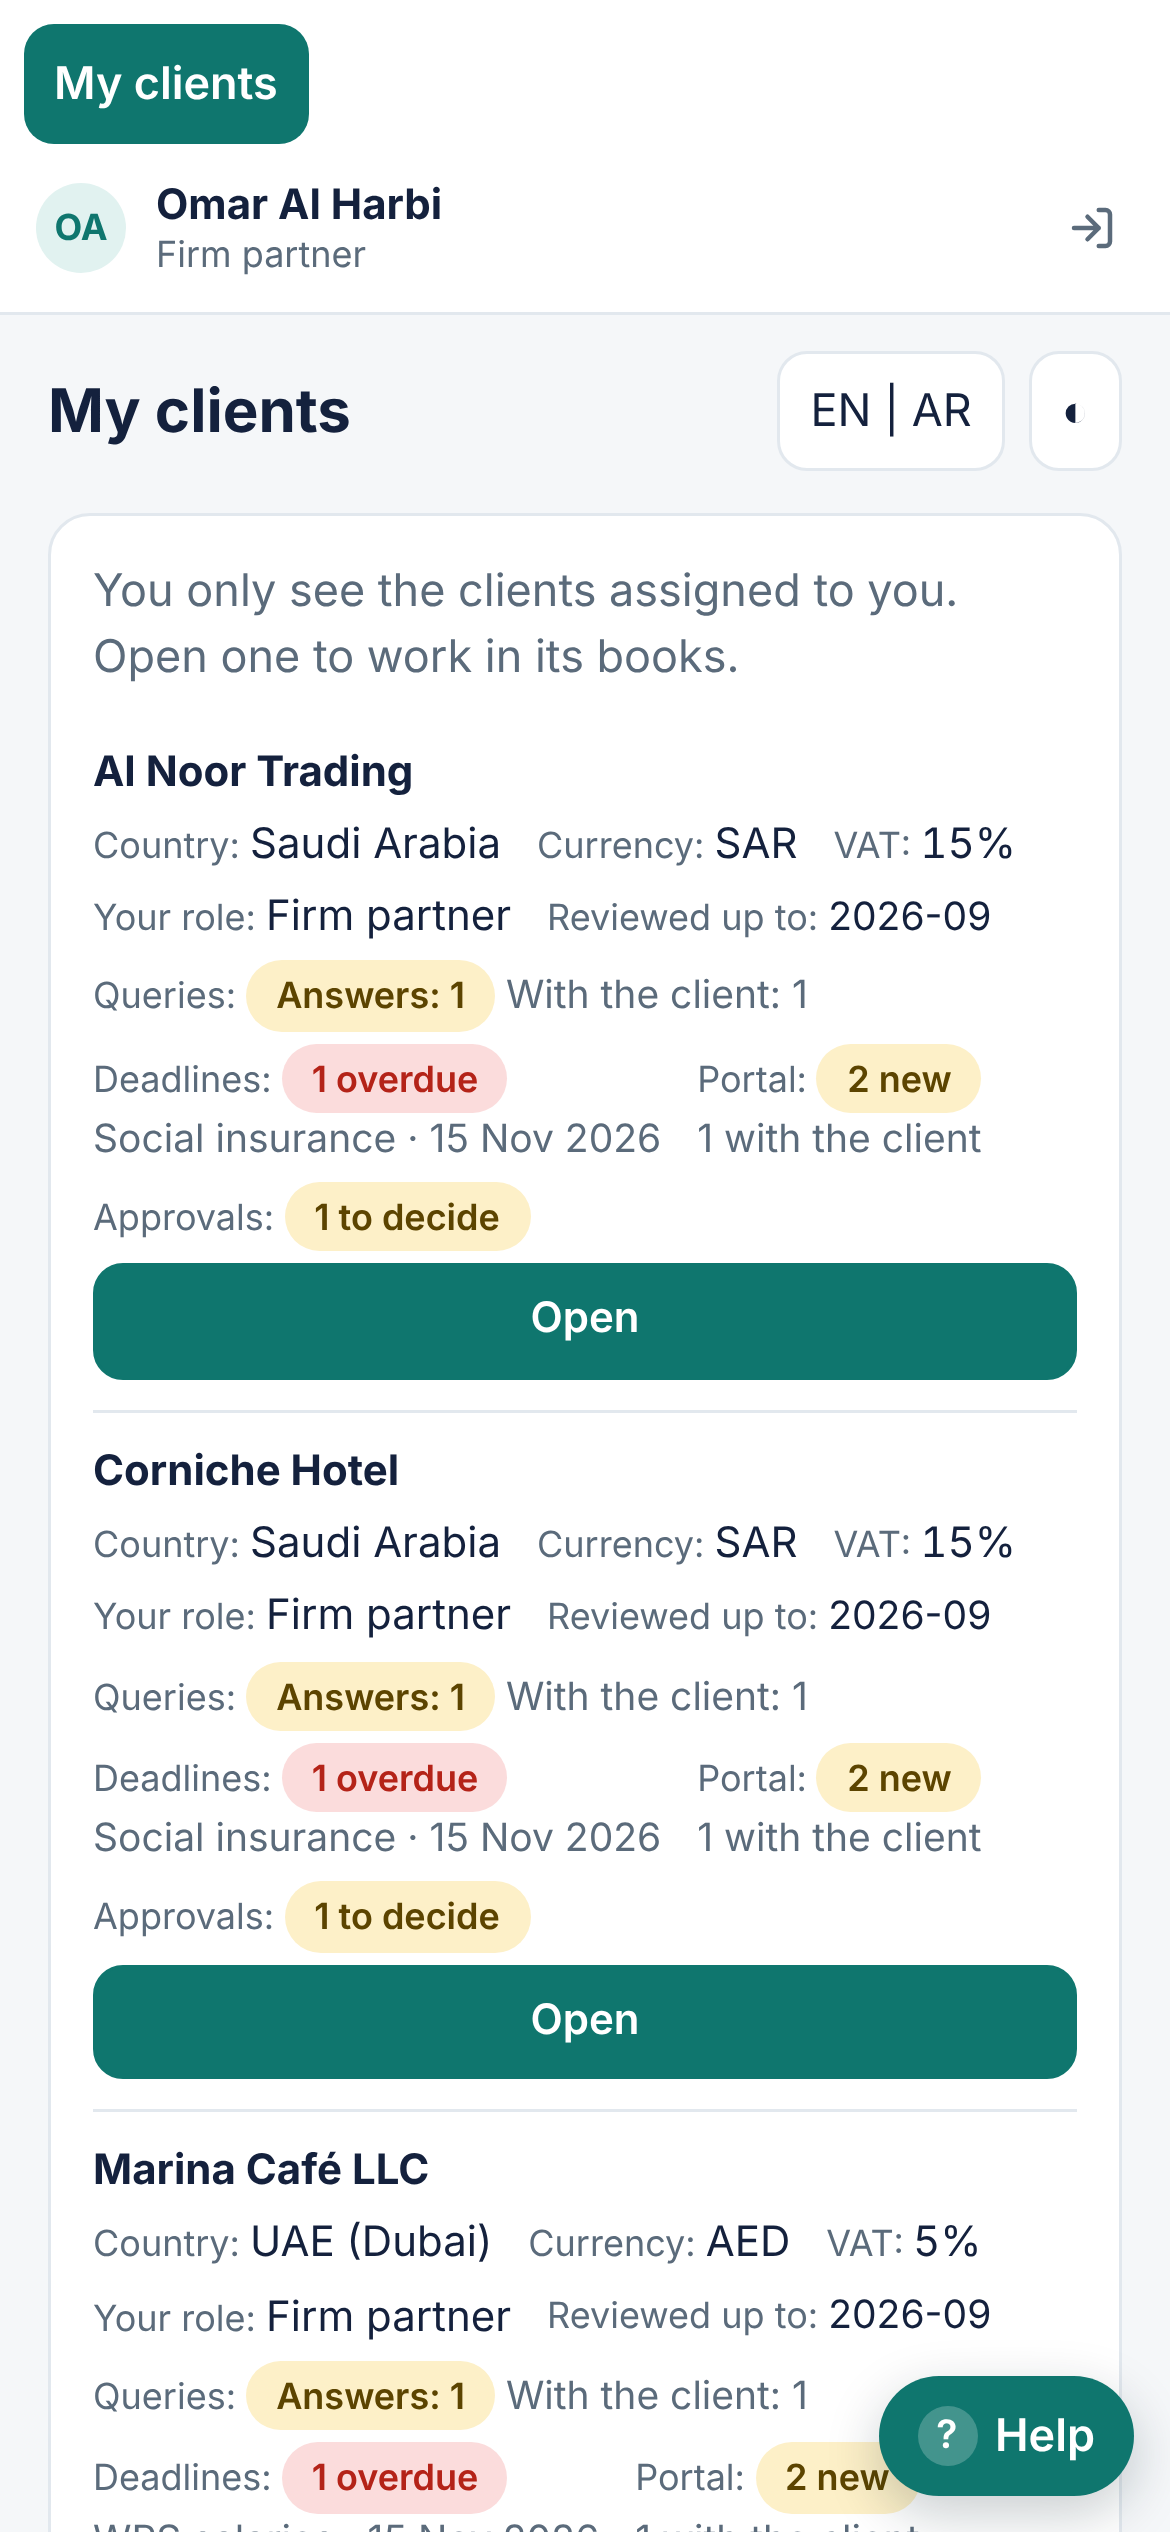 My clients
OA
Omar Al Harbi
Firm partner
My clients
EN | AR
You only see the clients assigned to you.
Open one to work in its books.
Al Noor Trading
Country: Saudi Arabia Currency: SAR VAT: 15%
Your role: Firm partner Reviewed up to: 2026-09
Queries: Answers: 1 With the client: 1
Deadlines: 1 overdue Portal: 2 new
Social insurance · 15 Nov 2026 1 with the client
Approvals: 1 to decide
Open
Corniche Hotel
Country: Saudi Arabia Currency: SAR VAT: 15%
Your role: Firm partner Reviewed up to: 2026-09
Queries: Answers: 1 With the client: 1
Deadlines: 1 overdue Portal: 2 new
Social insurance · 15 Nov 2026 1 with the client
Approvals: 1 to decide
Open
Marina Café LLC
Country: UAE (Dubai) Currency: AED VAT: 5%
Your role: Firm partner Reviewed up to: 2026-09
Queries: Answers: 1 With the client: 1
? Help
Deadlines: 1 overdue Portal: 2 new